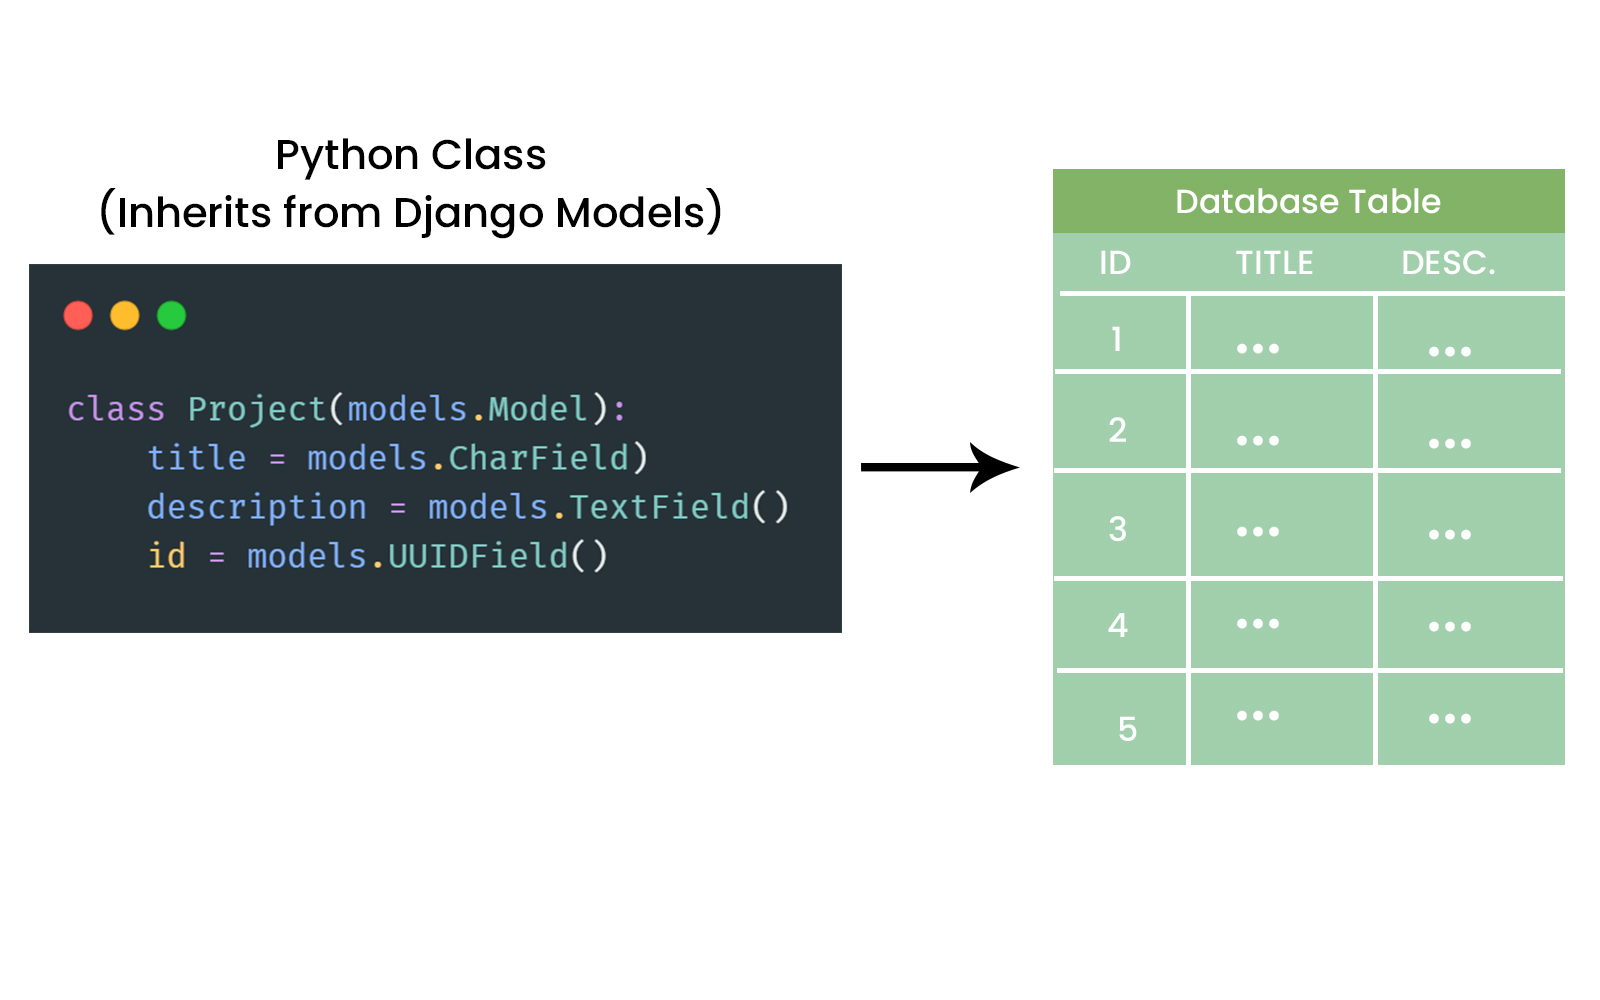 Python Class
(Inherits from Django Models)
class Project(models.Model):
    title = models.CharField)
    description = models.TextField()
    id = models.UUIDField()
Database Table
ID TITLE DESC.
1 ... ...
2 ... ...
3 ... ...
4 ... ...
5 ... ...